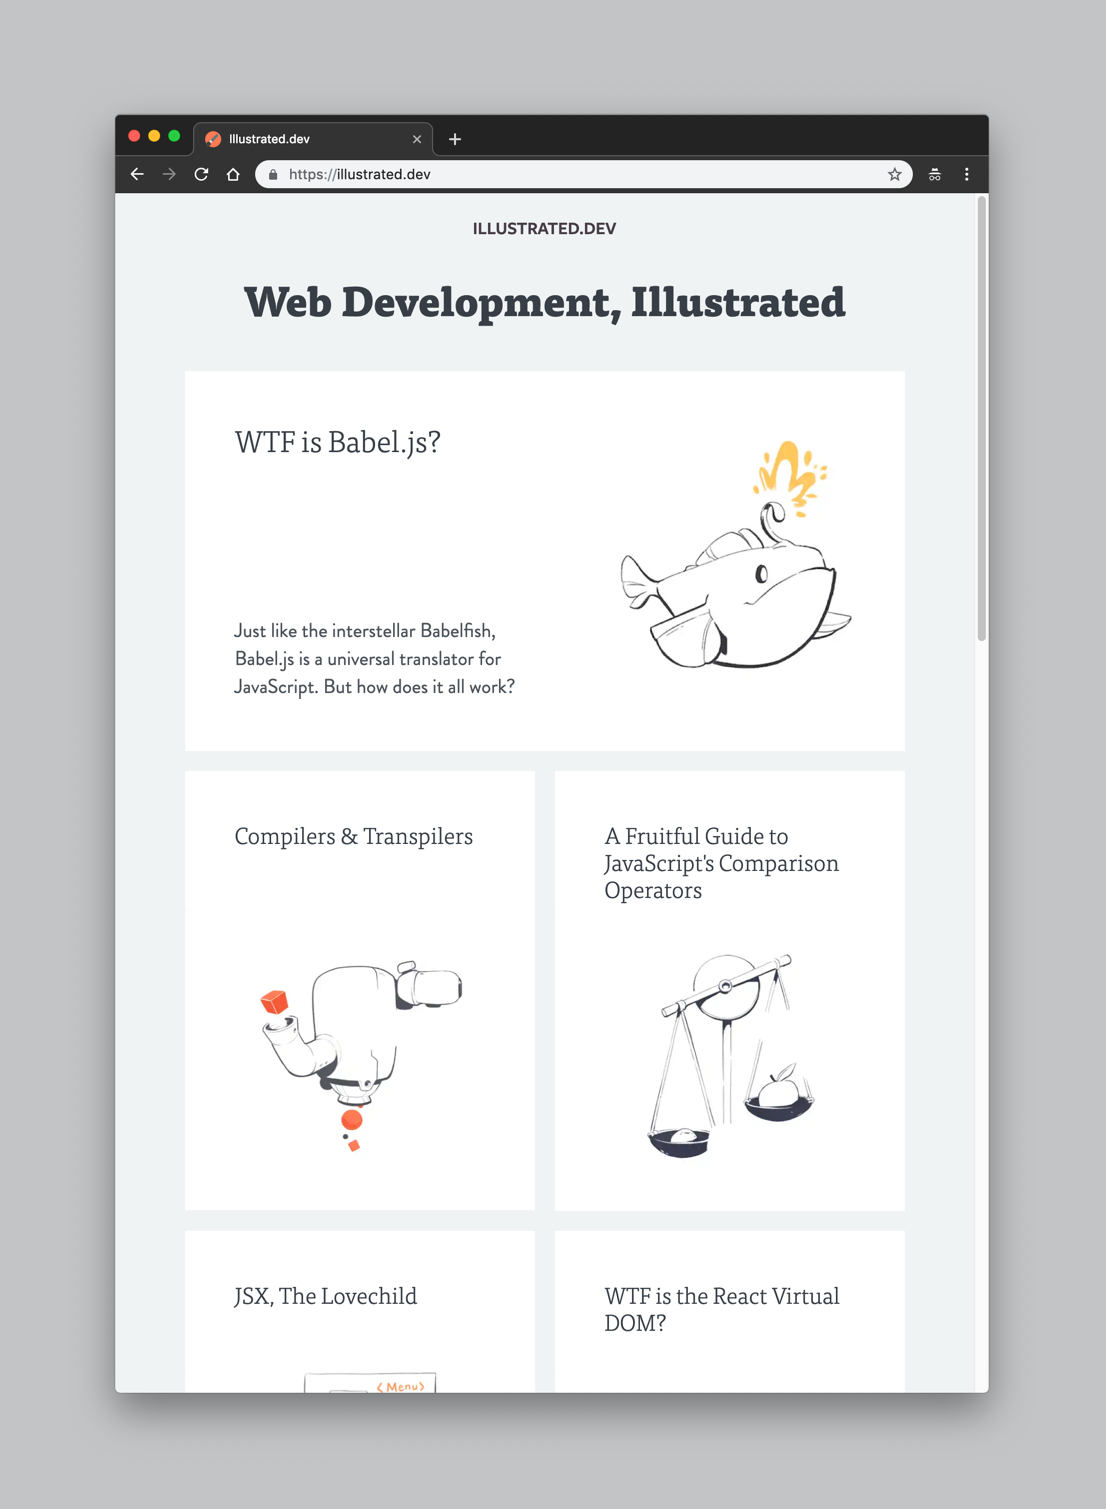 Illustrated.dev
https://illustrated.dev
ILLUSTRATED.DEV
Web Development, Illustrated
WTF is Babel.js?
Just like the interstellar Babelfish,
Babel.js is a universal translator for
JavaScript. But how does it all work?
Compilers & Transpilers
A Fruitful Guide to
JavaScript's Comparison
Operators
JSX, The Lovechild
WTF is the React Virtual
DOM?
<Menu>